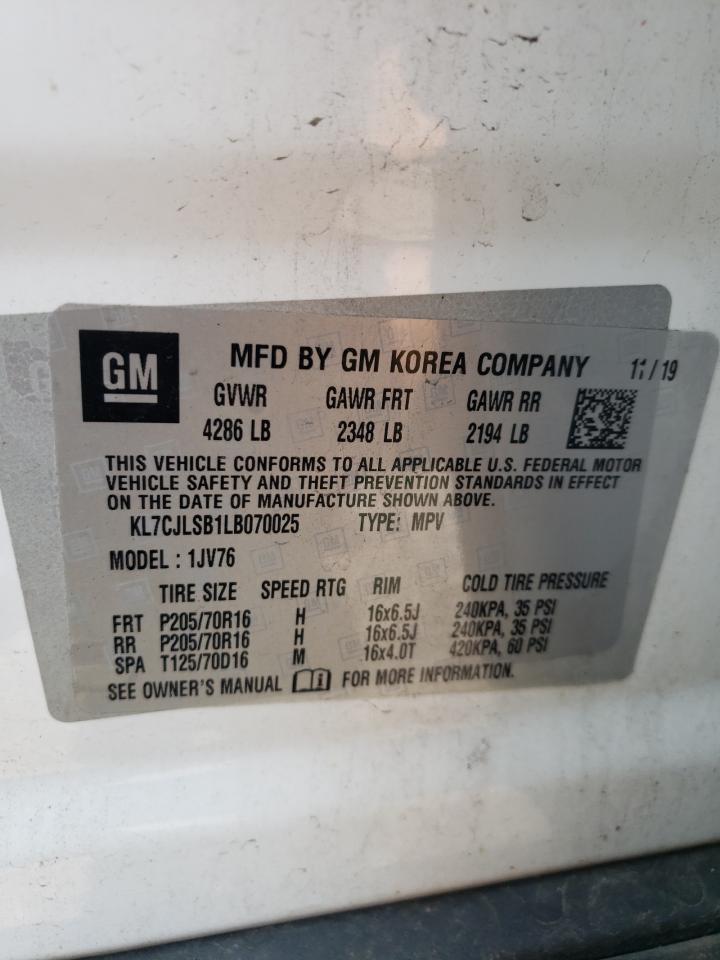 GM
MFD BY GM KOREA COMPANY 11/19
GVWR GAWR FRT GAWR RR
4286 LB 2348 LB 2194 LB
THIS VEHICLE CONFORMS TO ALL APPLICABLE U.S. FEDERAL MOTOR
VEHICLE SAFETY AND THEFT PREVENTION STANDARDS IN EFFECT
ON THE DATE OF MANUFACTURE SHOWN ABOVE.
KL7CJLSB1LB070025 TYPE: MPV
MODEL : 1JV76
TIRE SIZE SPEED RTG RIM COLD TIRE PRESSURE
FRT P205/70R16 H 16x6.5J 240KPA, 35 PSI
RR P205/70R16 H 16x6.5J 240KPA, 35 PSI
SPA T125/70D16 M 16x4.0T 420KPA, 60 PSI
SEE OWNER'S MANUAL FOR MORE INFORMATION.